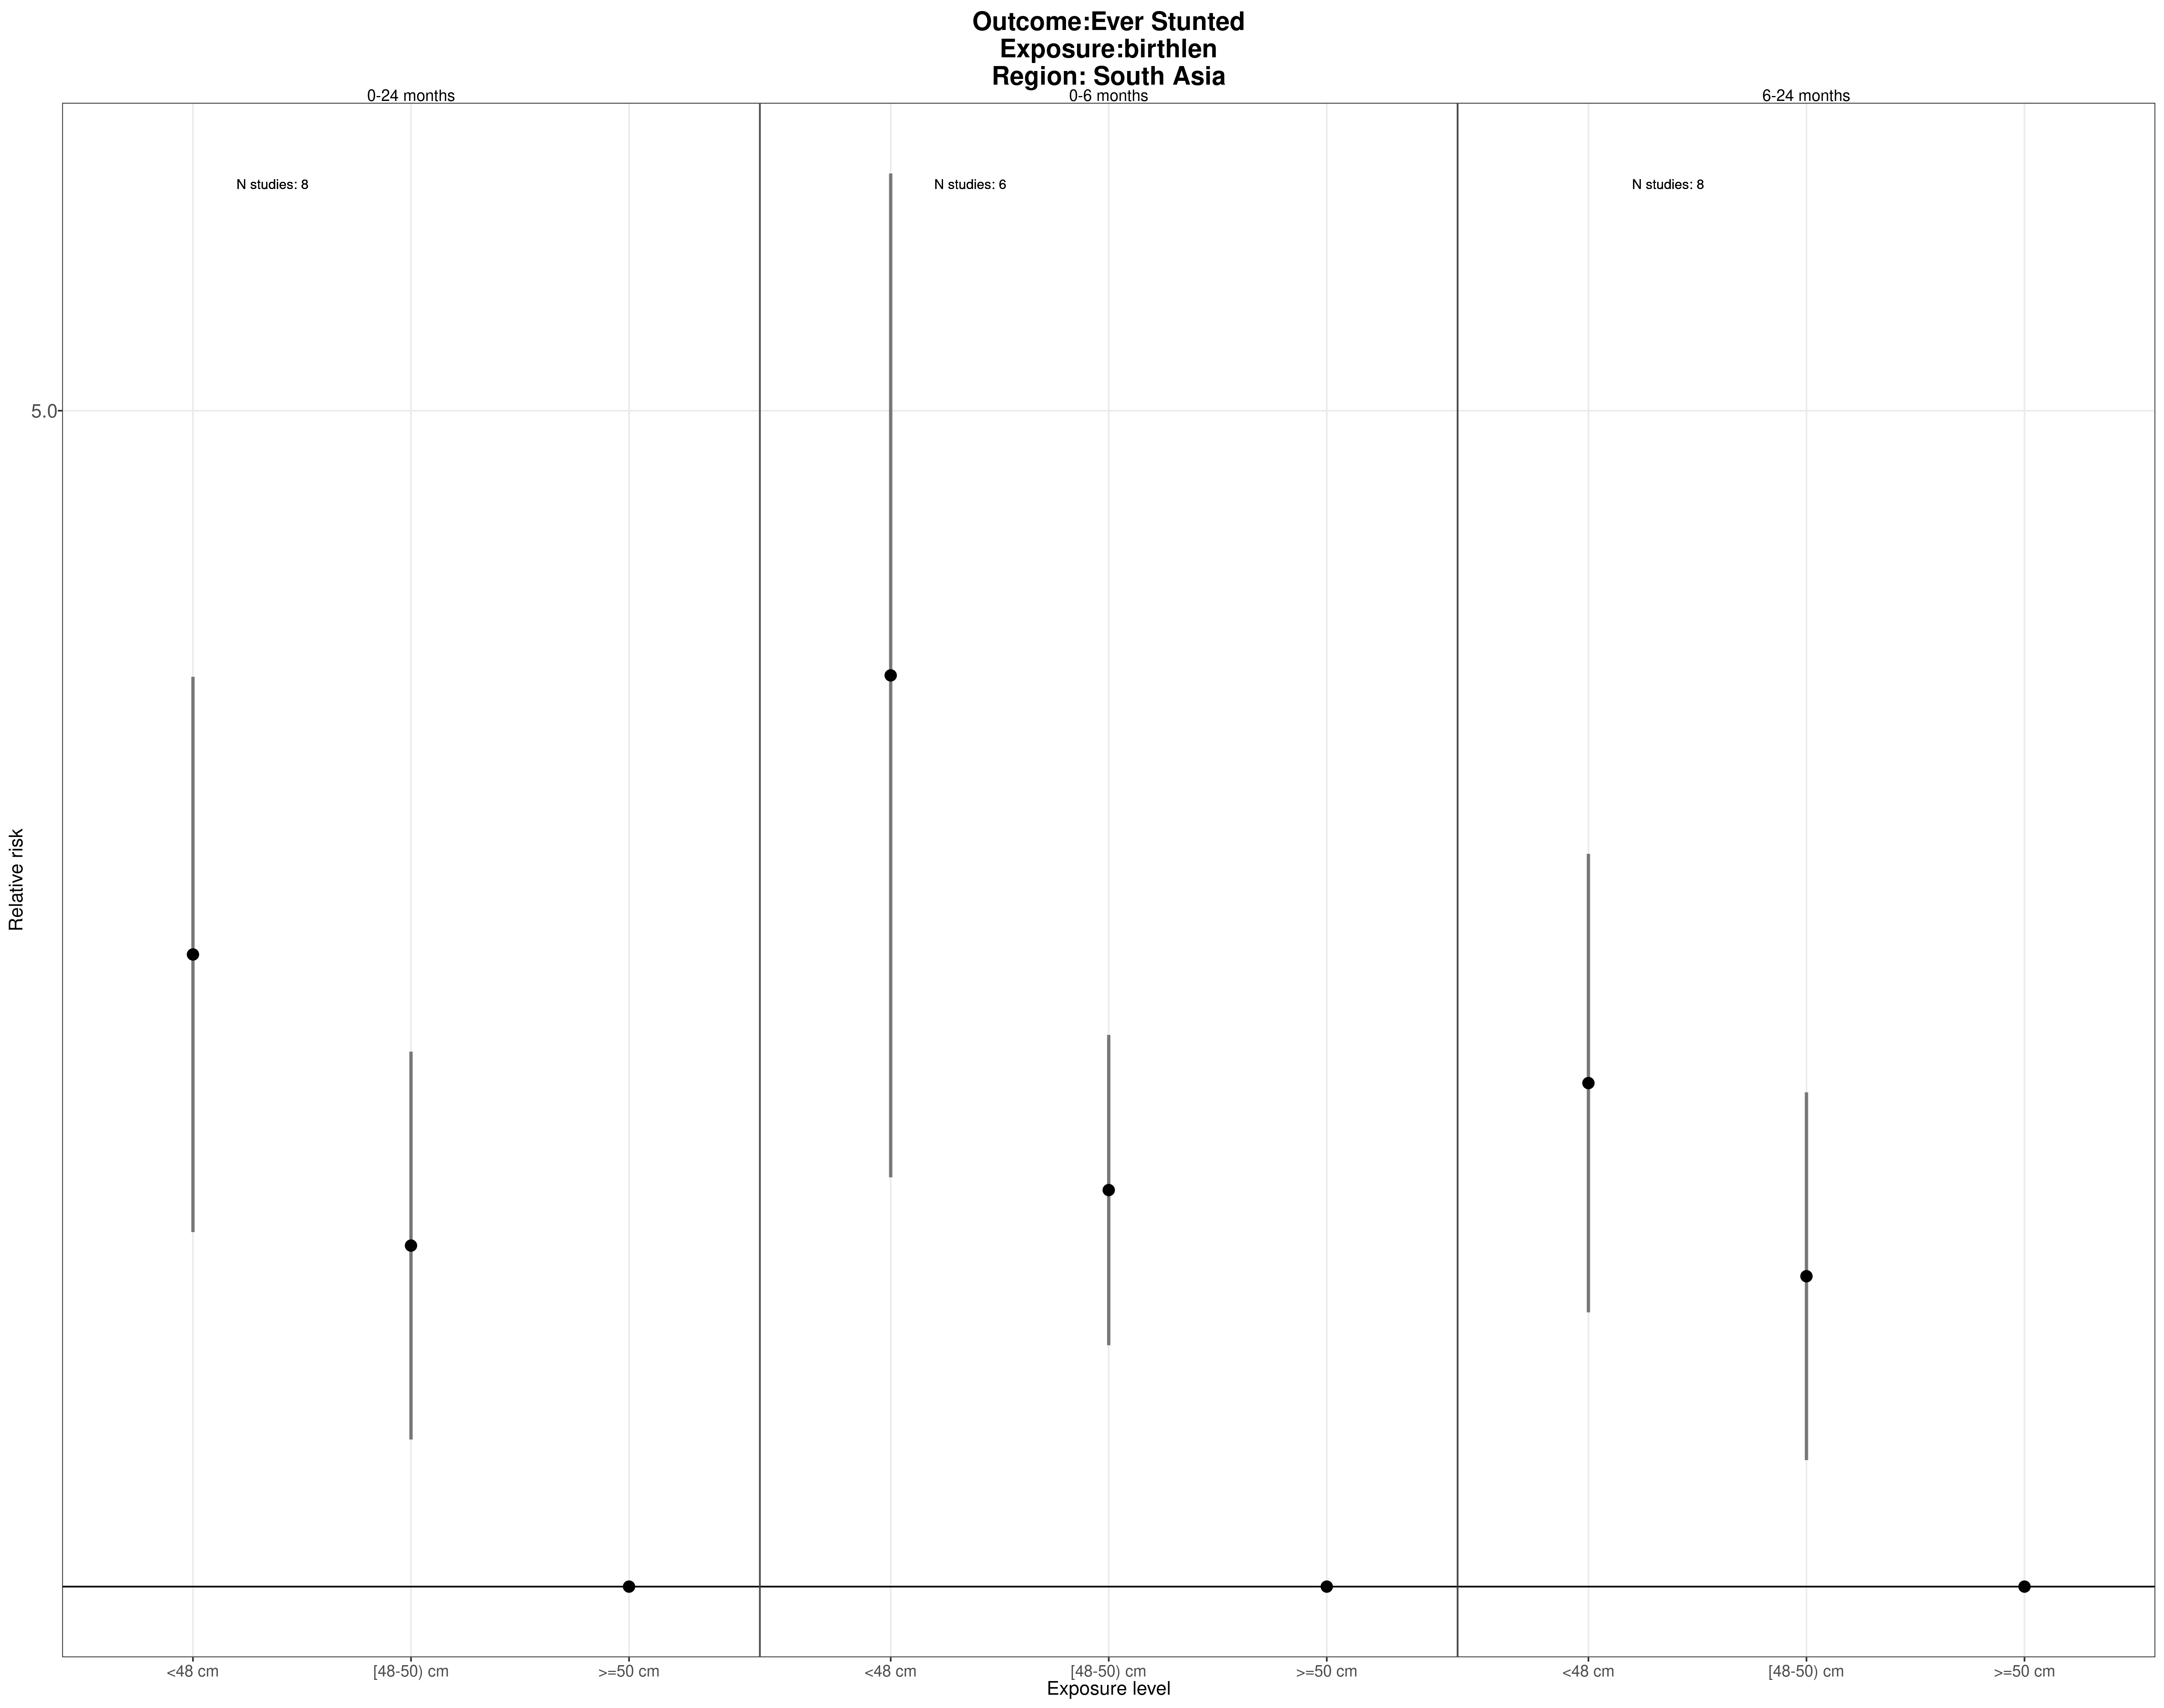 Outcome:Ever Stunted
Exposure:birthlen
Region: South Asia
0-24 months
0-6 months
6-24 months
N studies: 8
N studies: 6
N studies: 8
5.0
Relative risk
<48 cm
[48-50) cm
>=50 cm
<48 cm
[48-50) cm
>=50 cm
<48 cm
[48-50) cm
>=50 cm
Exposure level